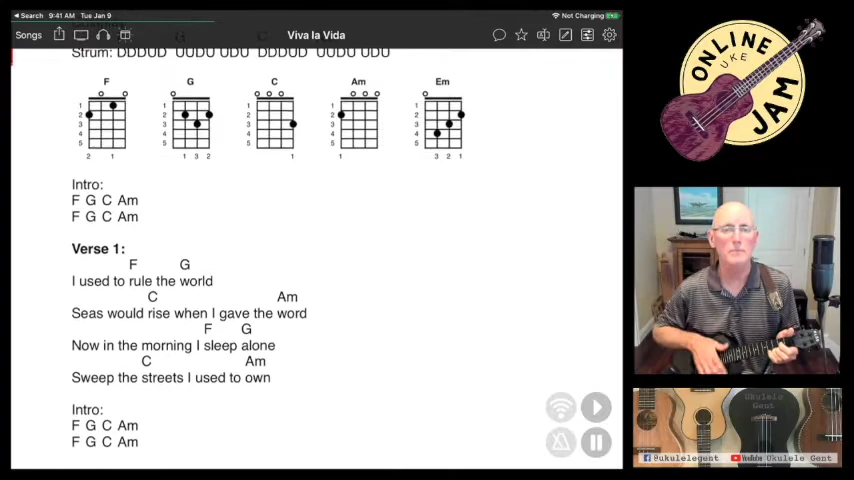 Search 9:41 AM Tue Jan 9
Not Charging
Songs
Viva la Vida
Strum: DDDUD UUDU UDU DDDUD UUDU UDU
F G C Am Em
Intro:
F G C Am
F G C Am
Verse 1:
F G
I used to rule the world
C Am
Seas would rise when I gave the word
F G
Now in the morning I sleep alone
C Am
Sweep the streets I used to own
Intro:
F G C Am
F G C Am
ONLINE
UKE
JAM
Ukulele
Gent
@ukulelegent
YouTube Ukulele Gent